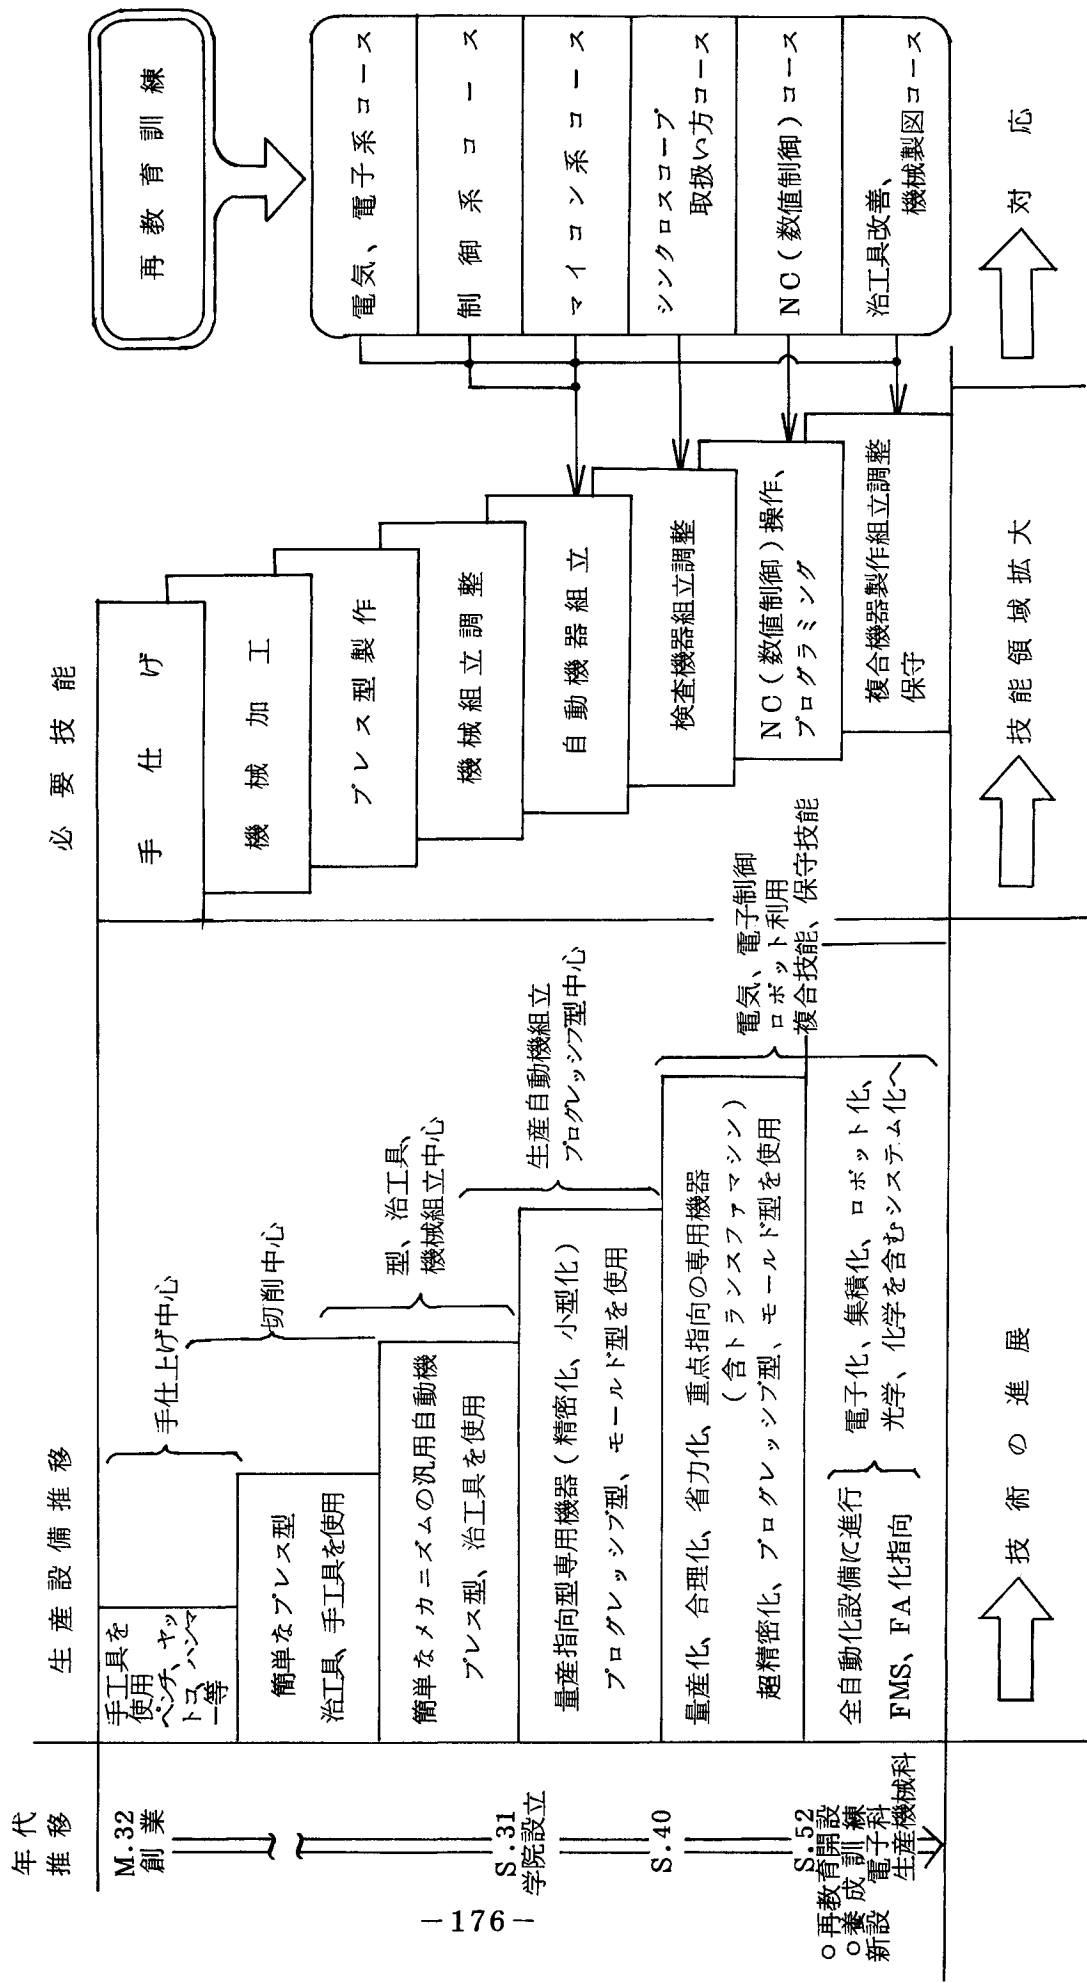 年代
推移
M.32
創業
S.31
学院設立
S.40
S.52
○再教育開設
○養成訓練
新設 電子科
生産機械科
生産設備推移
手工具を
使用
ペンチ、ヤッ
トコ、ハンマ
ー等
手仕上げ中心
簡単なプレス型
治工具、手工具を使用
切削中心
簡単なメカニズムの汎用自動機
プレス型、治工具を使用
型、治工具、
機械組立中心
量産指向型専用機器(精密化、小型化)
プログレッシブ型、モールド型を使用
生産自動機組立
プログレッシブ型中心
量産化、合理化、省力化、重点指向の専用機器
(含トランスファマシン)
超精密化、プログレッシブ型、モールド型を使用
電気、電子制御
ロボット利用
複合技能、保守技能
全自動化設備に進行
FMS、FA化指向
電子化、集積化、ロボット化、
光学、化学を含むシステム化へ
技術の進展
必要技能
手仕げ
機械加工
プレス型製作
機械組立調整
自動機器組立
検査機器組立調整
NC(数値制御)操作、
プログラミング
複合機器製作組立調整
保守
技能領域拡大
再教育訓練
電気、電子系コース
制御系コース
マイコン系コース
シンクロスコープ
取扱い方コース
NC(数値制御)コース
治工具改善、
機械製図コース
対応
-176-